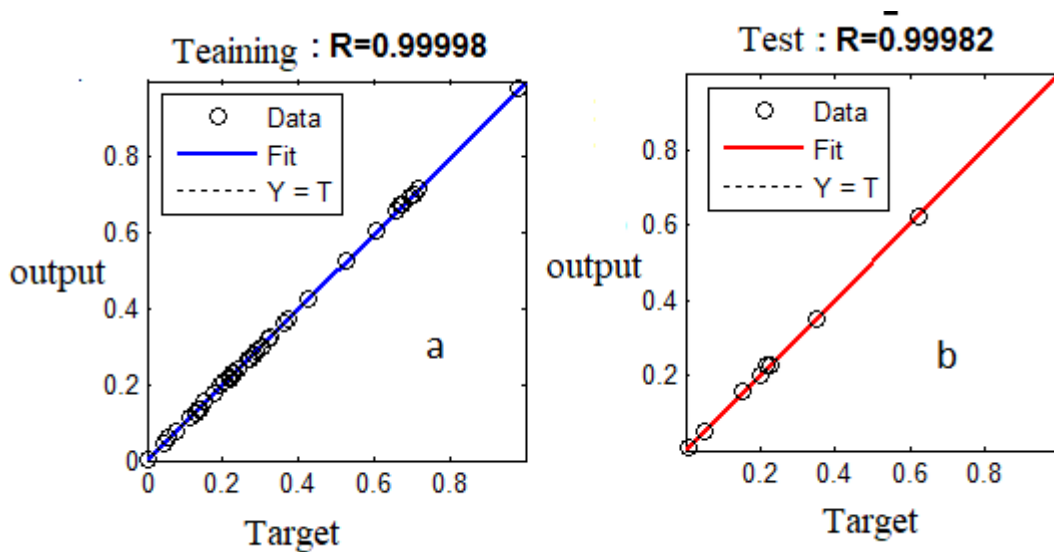 Teaining : R=0.99998
Data
Fit
Y = T
0.8
0.6
0.4
0.2
0
output
a
0 0.2 0.4 0.6 0.8
Target
Test : R=0.99982
Data
Fit
Y = T
0.8
0.6
0.4
0.2
output
b
0.2 0.4 0.6 0.8
Target